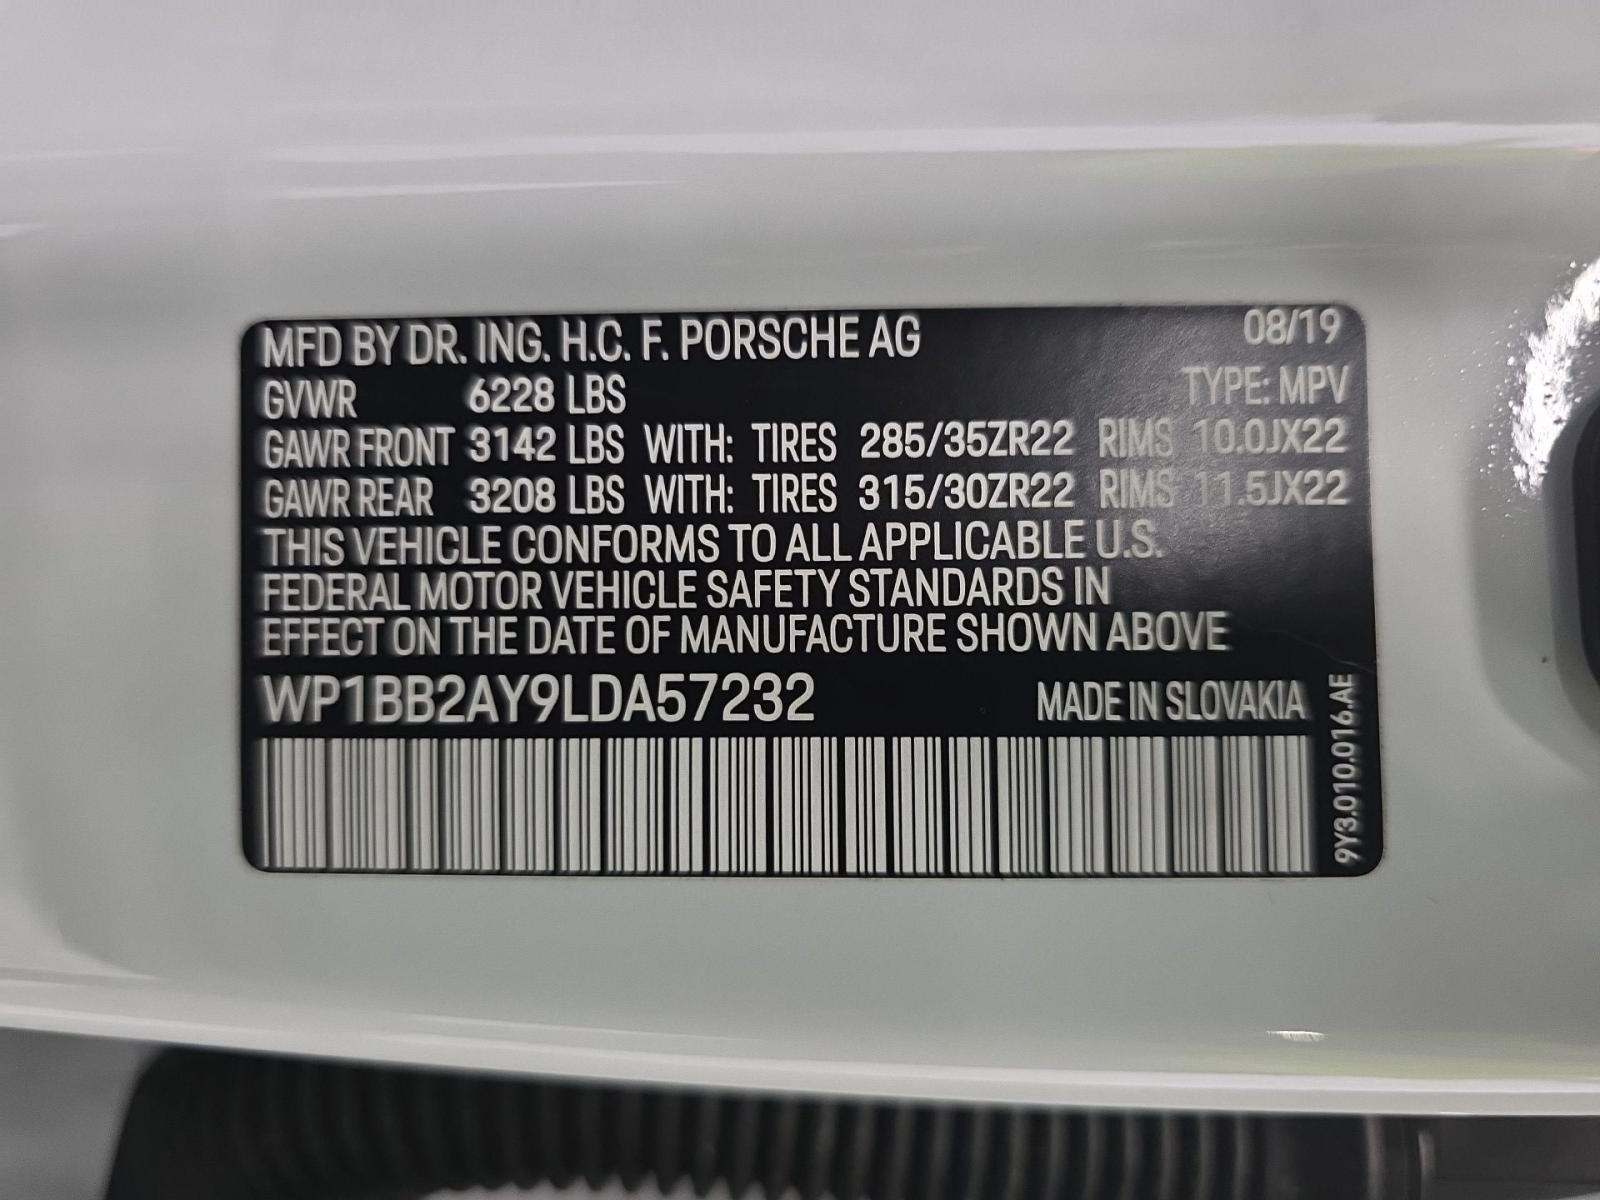 MFD BY DR. ING. H.C. F. PORSCHE AG 08/19
GVWR 6228 LBS TYPE: MPV
GAWR FRONT 3142 LBS WITH: TIRES 285/35ZR22 RIMS 10.0JX22
GAWR REAR 3208 LBS WITH: TIRES 315/30ZR22 RIMS 11.5JX22
THIS VEHICLE CONFORMS TO ALL APPLICABLE U.S.
FEDERAL MOTOR VEHICLE SAFETY STANDARDS IN
EFFECT ON THE DATE OF MANUFACTURE SHOWN ABOVE
WP1BB2AY9LDA57232 MADE IN SLOVAKIA
9Y3.010.016.AE